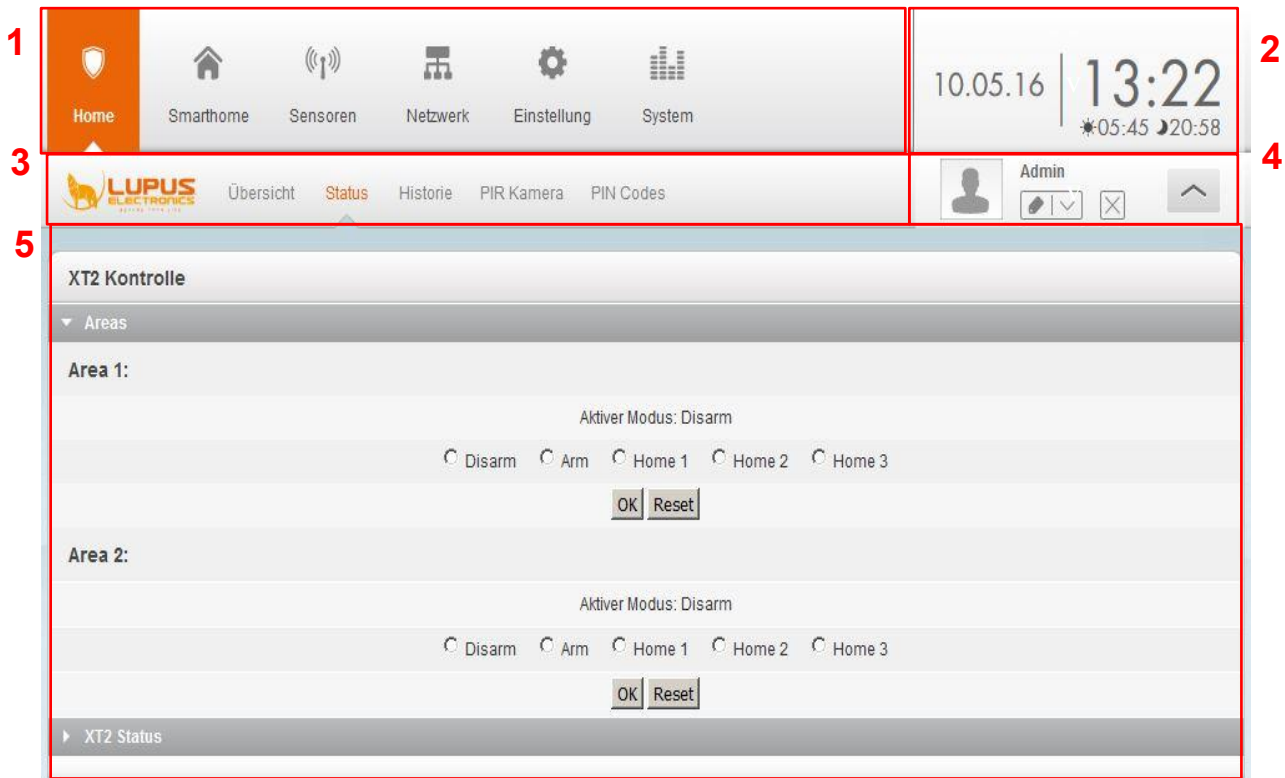 1
Home Smarthome Sensoren Netzwerk Einstellung System
10.05.16 13:22
05:45 20:58
2
3
LUPUS
ELECTRONICS
Übersicht Status Historie PIR Kamera PIN Codes
Admin
4
5
XT2 Kontrolle
Areas
Area 1:
Aktiver Modus: Disarm
Disarm Arm Home 1 Home 2 Home 3
OK Reset
Area 2:
Aktiver Modus: Disarm
Disarm Arm Home 1 Home 2 Home 3
OK Reset
XT2 Status